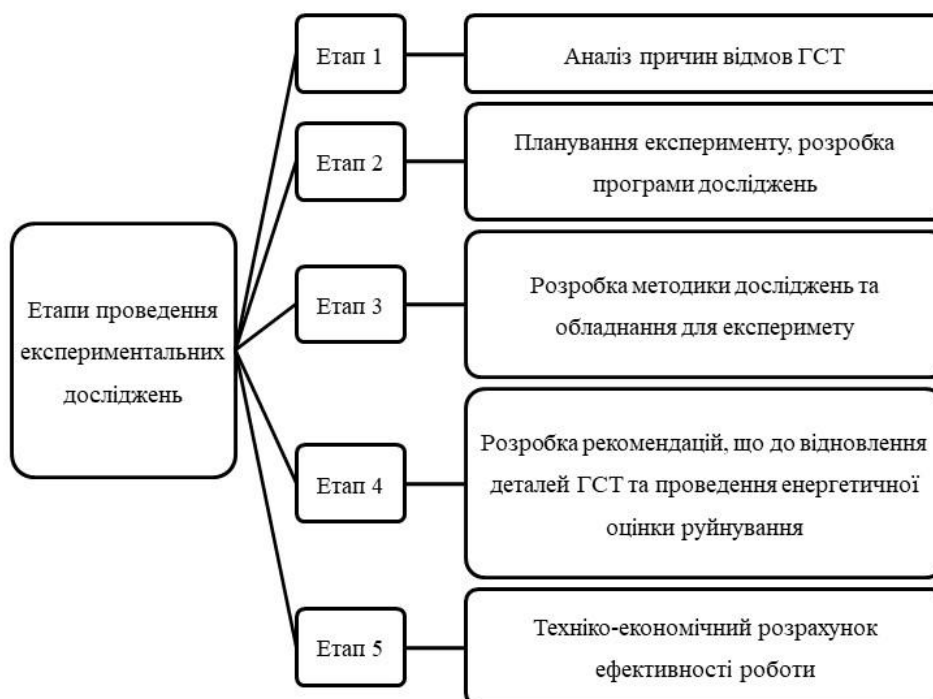 Етапи проведення
експериментальних
досліджень
Етап 1
Аналіз причин відмов ГСТ
Етап 2
Планування експерименту, розробка
програми досліджень
Етап 3
Розробка методики досліджень та
обладнання для експеримету
Етап 4
Розробка рекомендацій, що до відновлення
деталей ГСТ та проведення енергетичної
оцінки руйнування
Етап 5
Техніко-економічний розрахунок
ефективності роботи